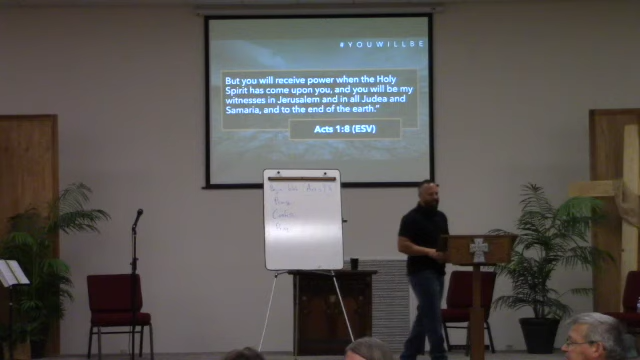 #YOUWILLBE
But you will receive power when the Holy
Spirit has come upon you, and you will be my
witnesses in Jerusalem and in all Judea and
Samaria, and to the end of the earth."
Acts 1:8 (ESV)